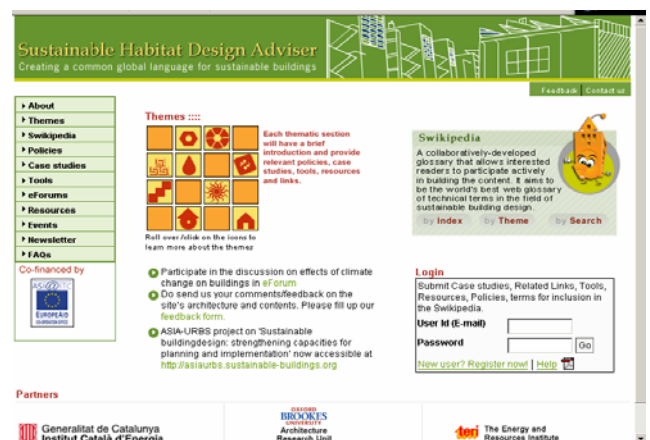 Sustainable Habitat Design Adviser
Creating a common global language for sustainable buildings
Feedback Contact us
About
Themes
Swikipedia
Policies
Case studies
Tools
eForums
Resources
Events
Newsletter
FAQs
Co-financed by
ASIA
EUROPEAID
CO-OPERATION OFFICE
Themes ::::
Each thematic section
will have a brief
introduction and provide
relevant policies, case
studies, tools, resources
and links.
Roll over /click on the icons to
learn more about the themes
Participate in the discussion on effects of climate
change on buildings in eForum
Do send us your comments/feedback on the
site's architecture and contents. Please fill up our
feedback form.
ASIA-URBS project on 'Sustainable
buildingdesign: strengthening capacities for
planning and implementation' now accessible at
http://asiaurbs.sustainable-buildings.org
Swikipedia
A collaboratively-developed
glossary that allows interested
readers to participate actively
in building the content. It aims to
be the world's best web glossary
of technical terms in the field of
sustainable building design.
by Index by Theme by Search
Login
Submit Case studies, Related Links, Tools,
Resources, Policies, terms for inclusion in
the Swikipedia.
User Id (E-mail)
Password
Go
New user? Register now! | Help
Partners
Generalitat de Catalunya
Institut Català d'Energia
OXFORD
BROOKES
UNIVERSITY
Architecture
Research Unit
teri
The Energy and
Resources Institute